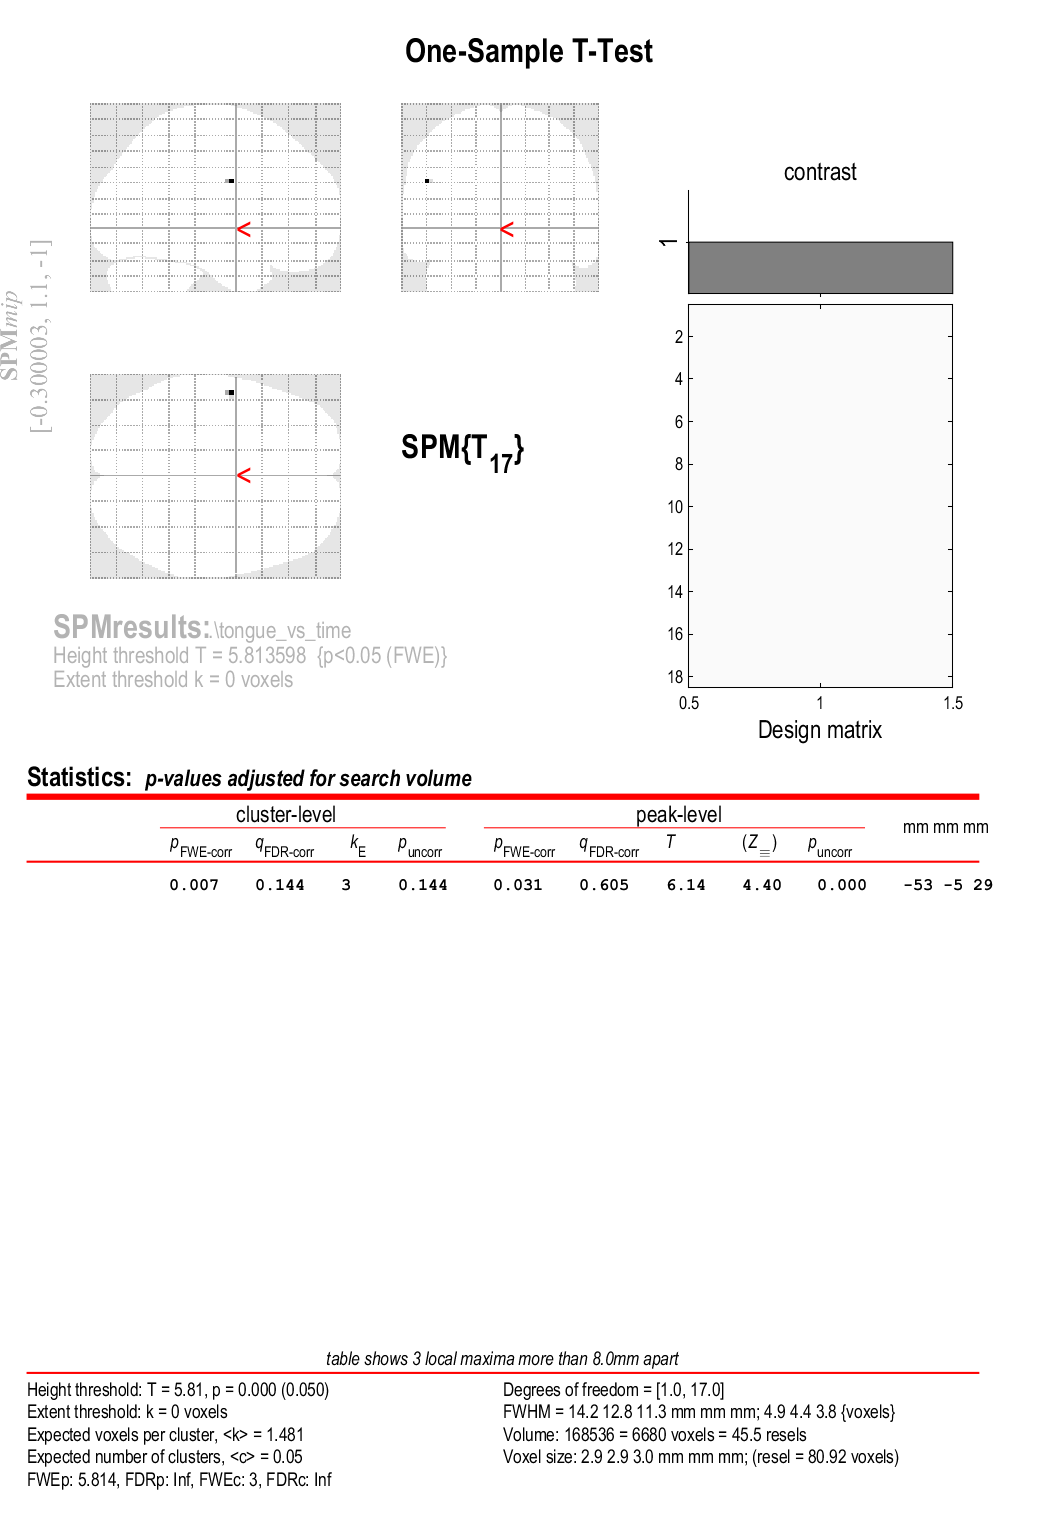 One-Sample T-Test
SPMmip
[-0.300003, 1.1, -1]
<
<
<
SPM{T17}
contrast
1
2
4
6
8
10
12
14
16
18
0.5 1 1.5
Design matrix
SPMresults:.\tongue_vs_time
Height threshold T = 5.813598 {p<0.05 (FWE)}
Extent threshold k = 0 voxels
Statistics: p-values adjusted for search volume
cluster-level peak-level mm mm mm
pFWE-corr qFDR-corr kE puncorr pFWE-corr qFDR-corr T (Z≡) puncorr
0.007 0.144 3 0.144 0.031 0.605 6.14 4.40 0.000 -53 -5 29
table shows 3 local maxima more than 8.0mm apart
Height threshold: T = 5.81, p = 0.000 (0.050)
Extent threshold: k = 0 voxels
Expected voxels per cluster, <k> = 1.481
Expected number of clusters, <c> = 0.05
FWEp: 5.814, FDRp: Inf, FWEc: 3, FDRc: Inf
Degrees of freedom = [1.0, 17.0]
FWHM = 14.2 12.8 11.3 mm mm mm; 4.9 4.4 3.8 {voxels}
Volume: 168536 = 6680 voxels = 45.5 resels
Voxel size: 2.9 2.9 3.0 mm mm mm; (resel = 80.92 voxels)